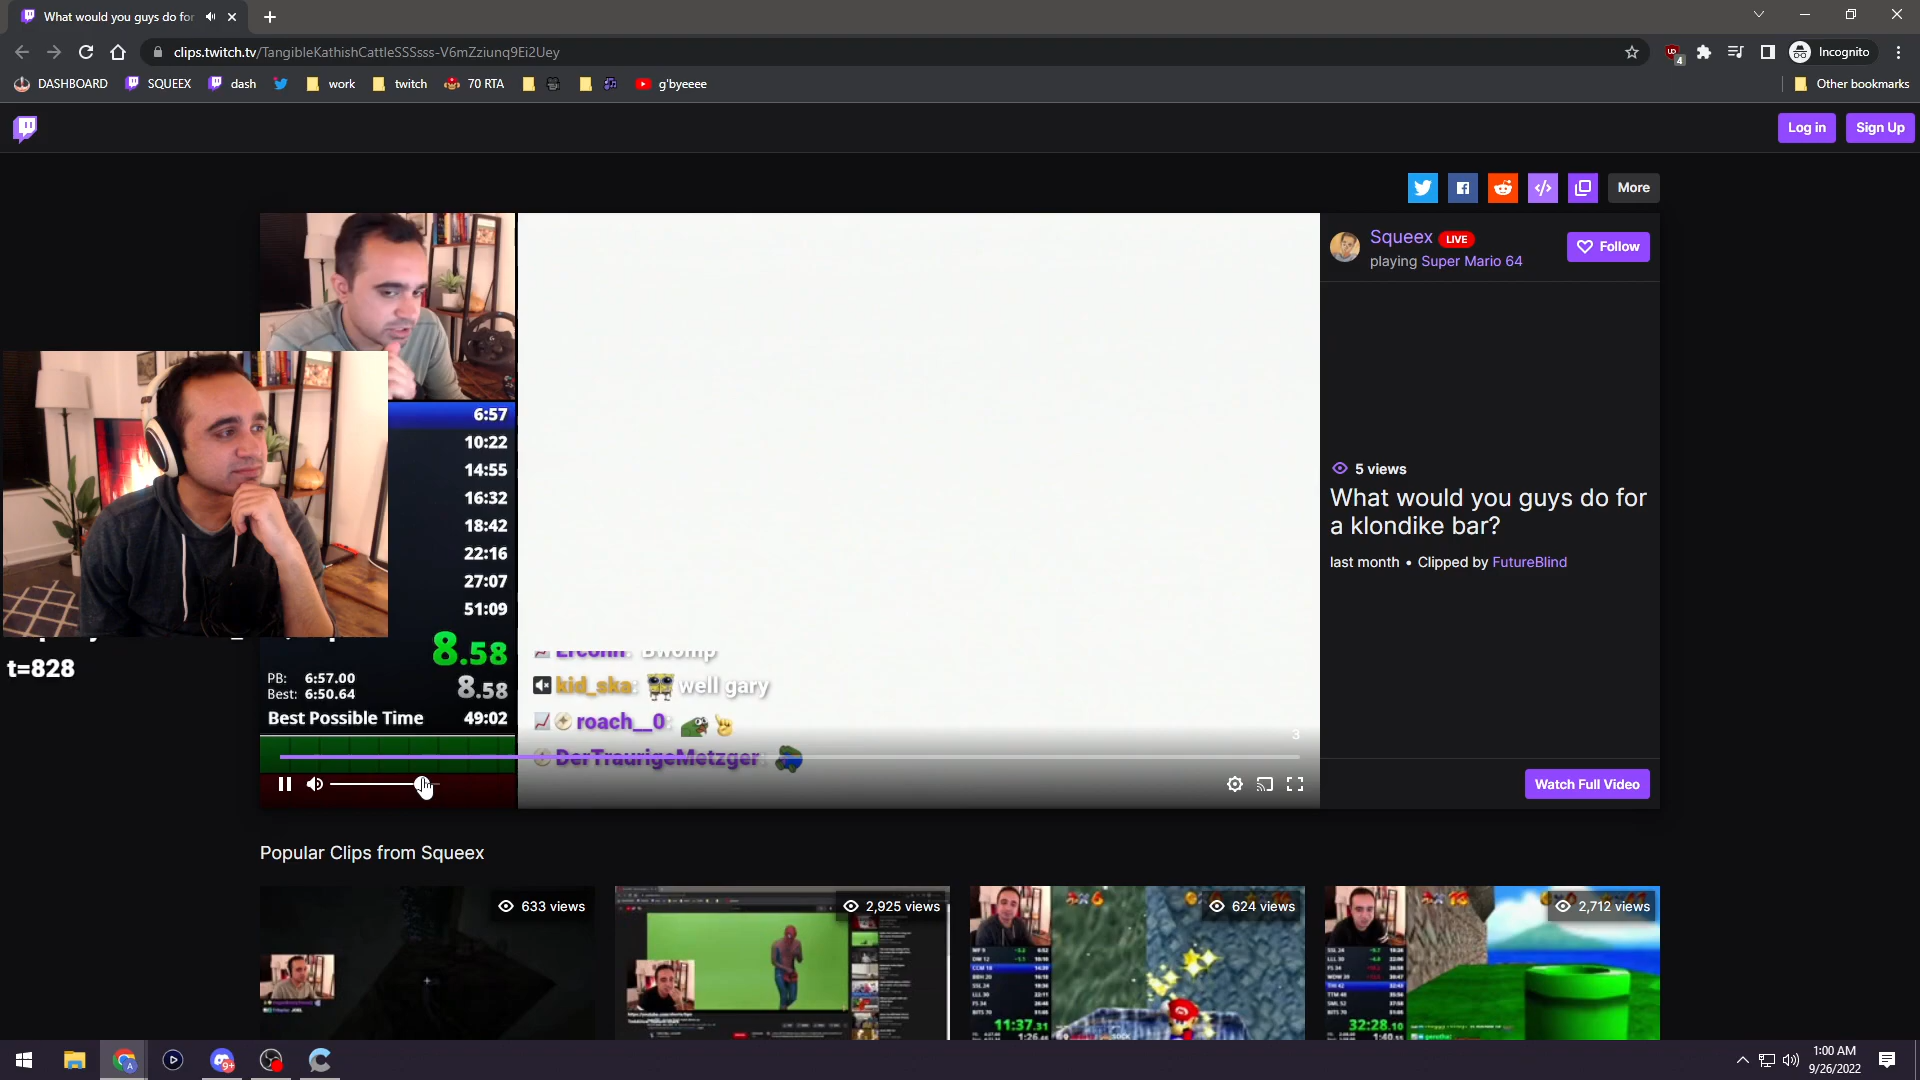 What would you guys do for
clips.twitch.tv/TangibleKathishCattleSSSsss-V6mZziunq9Ei2Uey
4
Incognito
DASHBOARD
SQUEEX
dash
work
twitch
70 RTA
g'byeeee
Other bookmarks
Log in
Sign Up
More
Squeex LIVE
playing Super Mario 64
Follow
6:57
10:22
14:55
16:32
18:42
22:16
27:07
51:09
8.58
PB: 6:57.00
Best: 6:50.64
8.58
Best Possible Time 49:02
t=828
Bwomp
kid_ska: well gary
roach__0:
DerTraurigeMetzger:
3
5 views
What would you guys do for
a klondike bar?
last month • Clipped by FutureBlind
Watch Full Video
Popular Clips from Squeex
633 views
2,925 views
624 views
2,712 views
11:37.31
32:28.10
9+
1:00 AM
9/26/2022